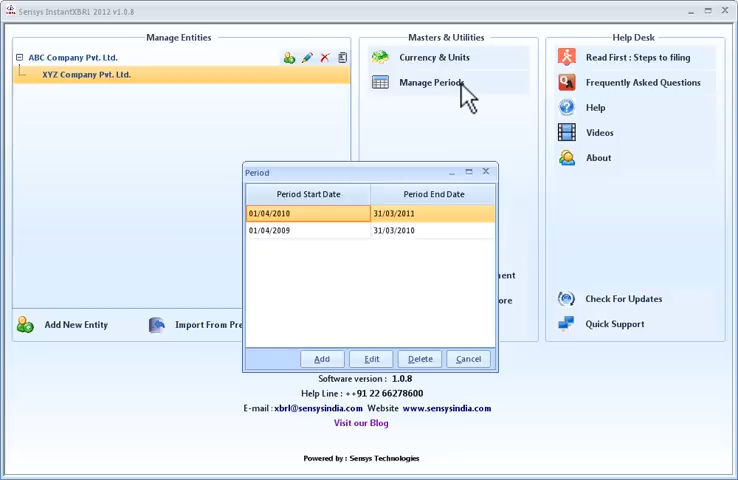 Sensys InstantXBRL 2012 v1.0.8
Manage Entities
ABC Company Pvt. Ltd.
XYZ Company Pvt. Ltd.
Add New Entity
Import From Pre
Masters & Utilities
Currency & Units
Manage Periods
ent
ore
Help Desk
Read First : Steps to filing
Frequently Asked Questions
Help
Videos
About
Check For Updates
Quick Support
Period
Period Start Date
Period End Date
01/04/2010
31/03/2011
01/04/2009
31/03/2010
Add
Edit
Delete
Cancel
Software version : 1.0.8
Help Line : ++91 22 66278600
E-mail : xbrl@sensysindia.com Website www.sensysindia.com
Visit our Blog
Powered by : Sensys Technologies